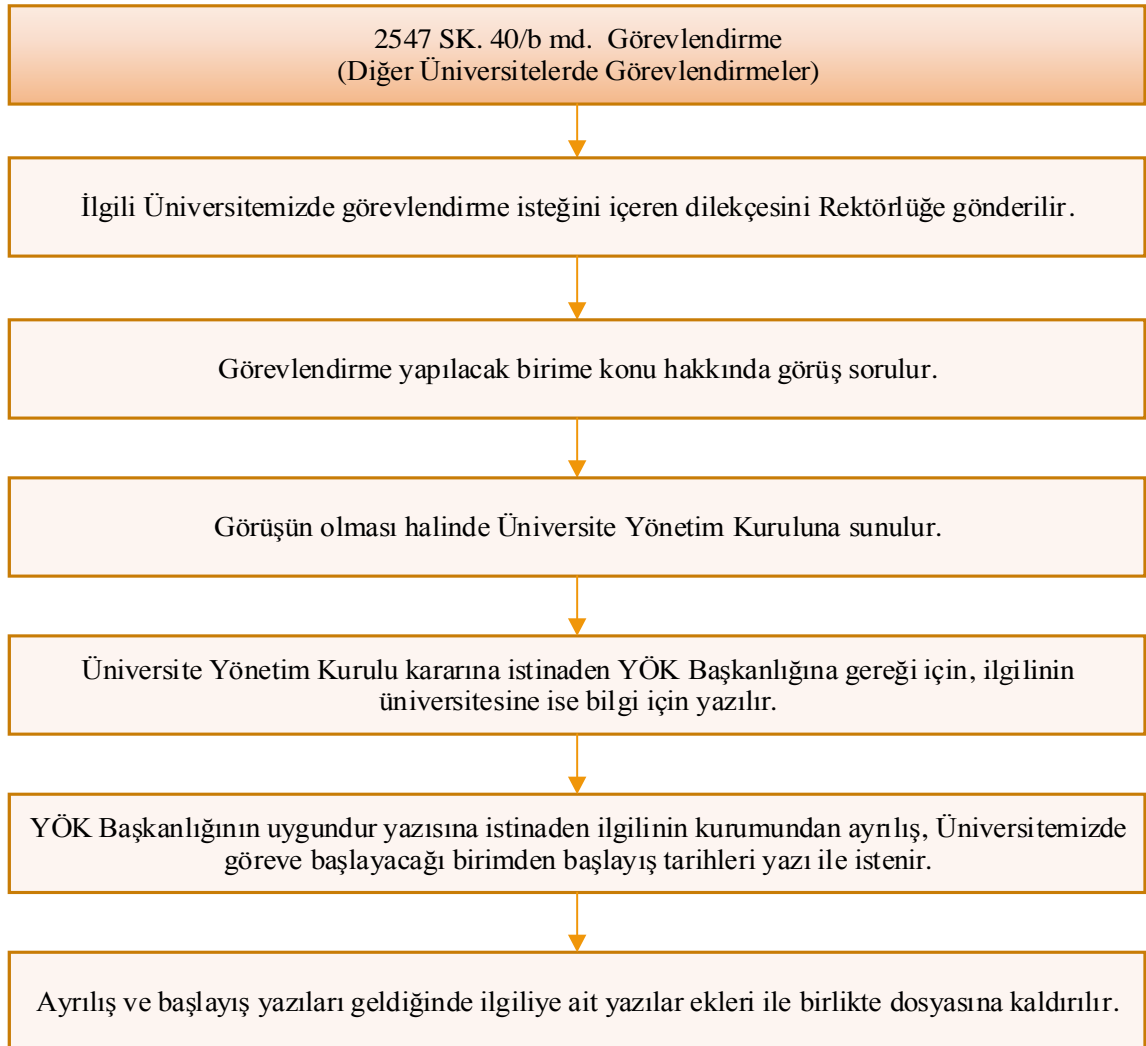 2547 SK. 40/b md. Görevlendirme
(Diğer Üniversitelerde Görevlendirmeler)
İlgili Üniversitemizde görevlendirme isteğini içeren dilekçesini Rektörlüğe gönderilir.
Görevlendirme yapılacak birime konu hakkında görüş sorulur.
Görüşün olması halinde Üniversite Yönetim Kuruluna sunulur.
Üniversite Yönetim Kurulu kararına istinaden YÖK Başkanlığına gereği için, ilgilinin
üniversitesine ise bilgi için yazılır.
YÖK Başkanlığının uygundur yazısına istinaden ilgilinin kurumundan ayrılış, Üniversitemizde
göreve başlayacağı birimden başlayış tarihleri yazı ile istenir.
Ayrılış ve başlayış yazıları geldiğinde ilgiliye ait yazılar ekleri ile birlikte dosyasına kaldırılır.